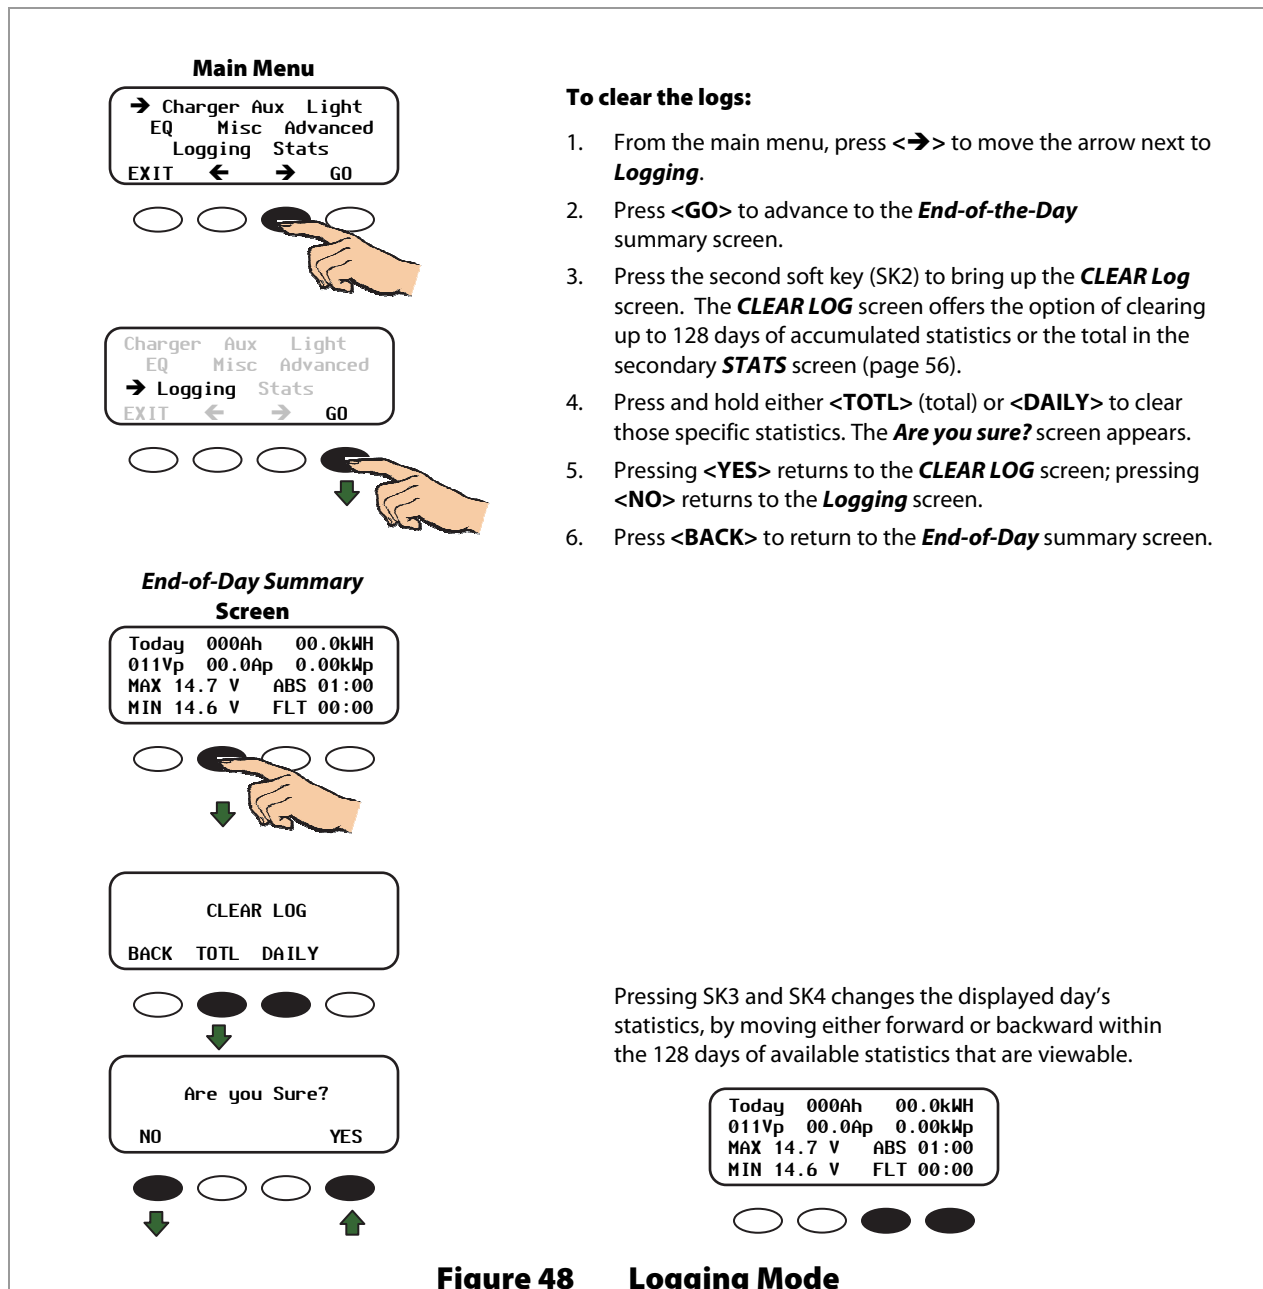 Main Menu
➔ Charger Aux Light
EQ Misc Advanced
Logging Stats
EXIT ← → GO
Charger Aux Light
EQ Misc Advanced
➔ Logging Stats
EXIT ← → GO
End-of-Day Summary
Screen
Today 000Ah 00.0kWH
011Vp 00.0Ap 0.00kWp
MAX 14.7 V ABS 01:00
MIN 14.6 V FLT 00:00
CLEAR LOG
BACK TOTL DAILY
Are you Sure?
NO YES
To clear the logs:
1. From the main menu, press <➔> to move the arrow next to
Logging.
2. Press <GO> to advance to the End-of-the-Day
summary screen.
3. Press the second soft key (SK2) to bring up the CLEAR Log
screen. The CLEAR LOG screen offers the option of clearing
up to 128 days of accumulated statistics or the total in the
secondary STATS screen (page 56).
4. Press and hold either <TOTL> (total) or <DAILY> to clear
those specific statistics. The Are you sure? screen appears.
5. Pressing <YES> returns to the CLEAR LOG screen; pressing
<NO> returns to the Logging screen.
6. Press <BACK> to return to the End-of-Day summary screen.
Pressing SK3 and SK4 changes the displayed day's
statistics, by moving either forward or backward within
the 128 days of available statistics that are viewable.
Today 000Ah 00.0kWH
011Vp 00.0Ap 0.00kWp
MAX 14.7 V ABS 01:00
MIN 14.6 V FLT 00:00
Figure 48 Logging Mode